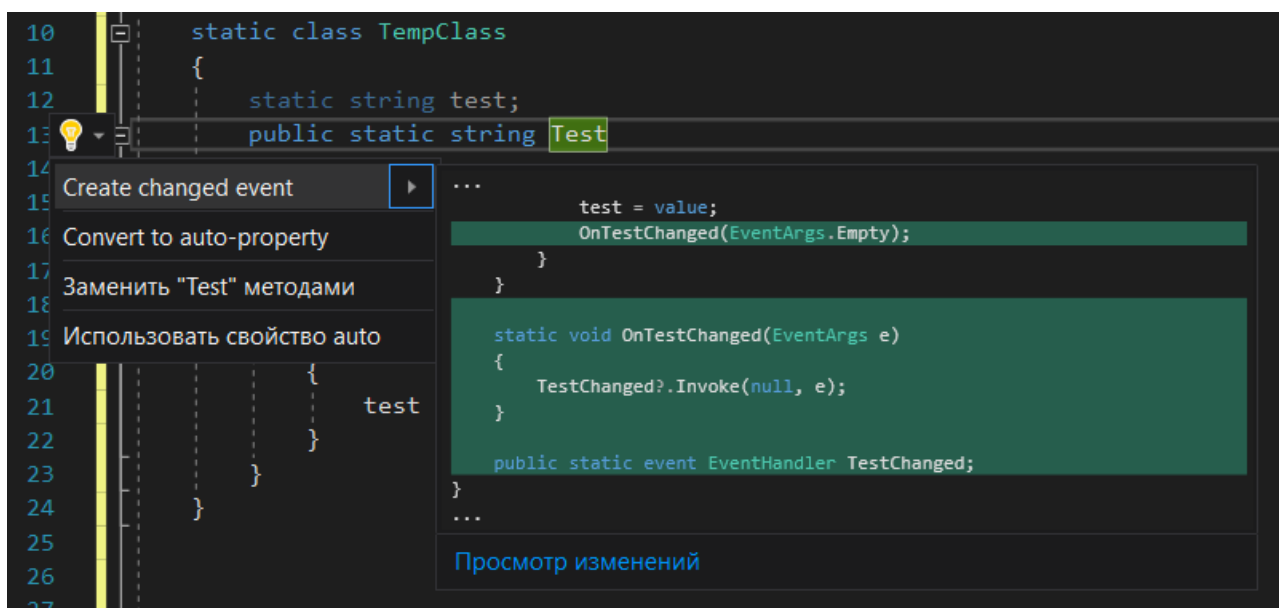 10 static class TempClass
11 {
12 static string test;
13 public static string Test
14
15
16
17
18
19
20 {
21 test
22 }
23 }
24 }
25
26
27
Create changed event
Convert to auto-property
Заменить "Test" методами
Использовать свойство auto
...
test = value;
OnTestChanged(EventArgs.Empty);
}
}
static void OnTestChanged(EventArgs e)
{
TestChanged?.Invoke(null, e);
}
public static event EventHandler TestChanged;
}
...
Просмотр изменений